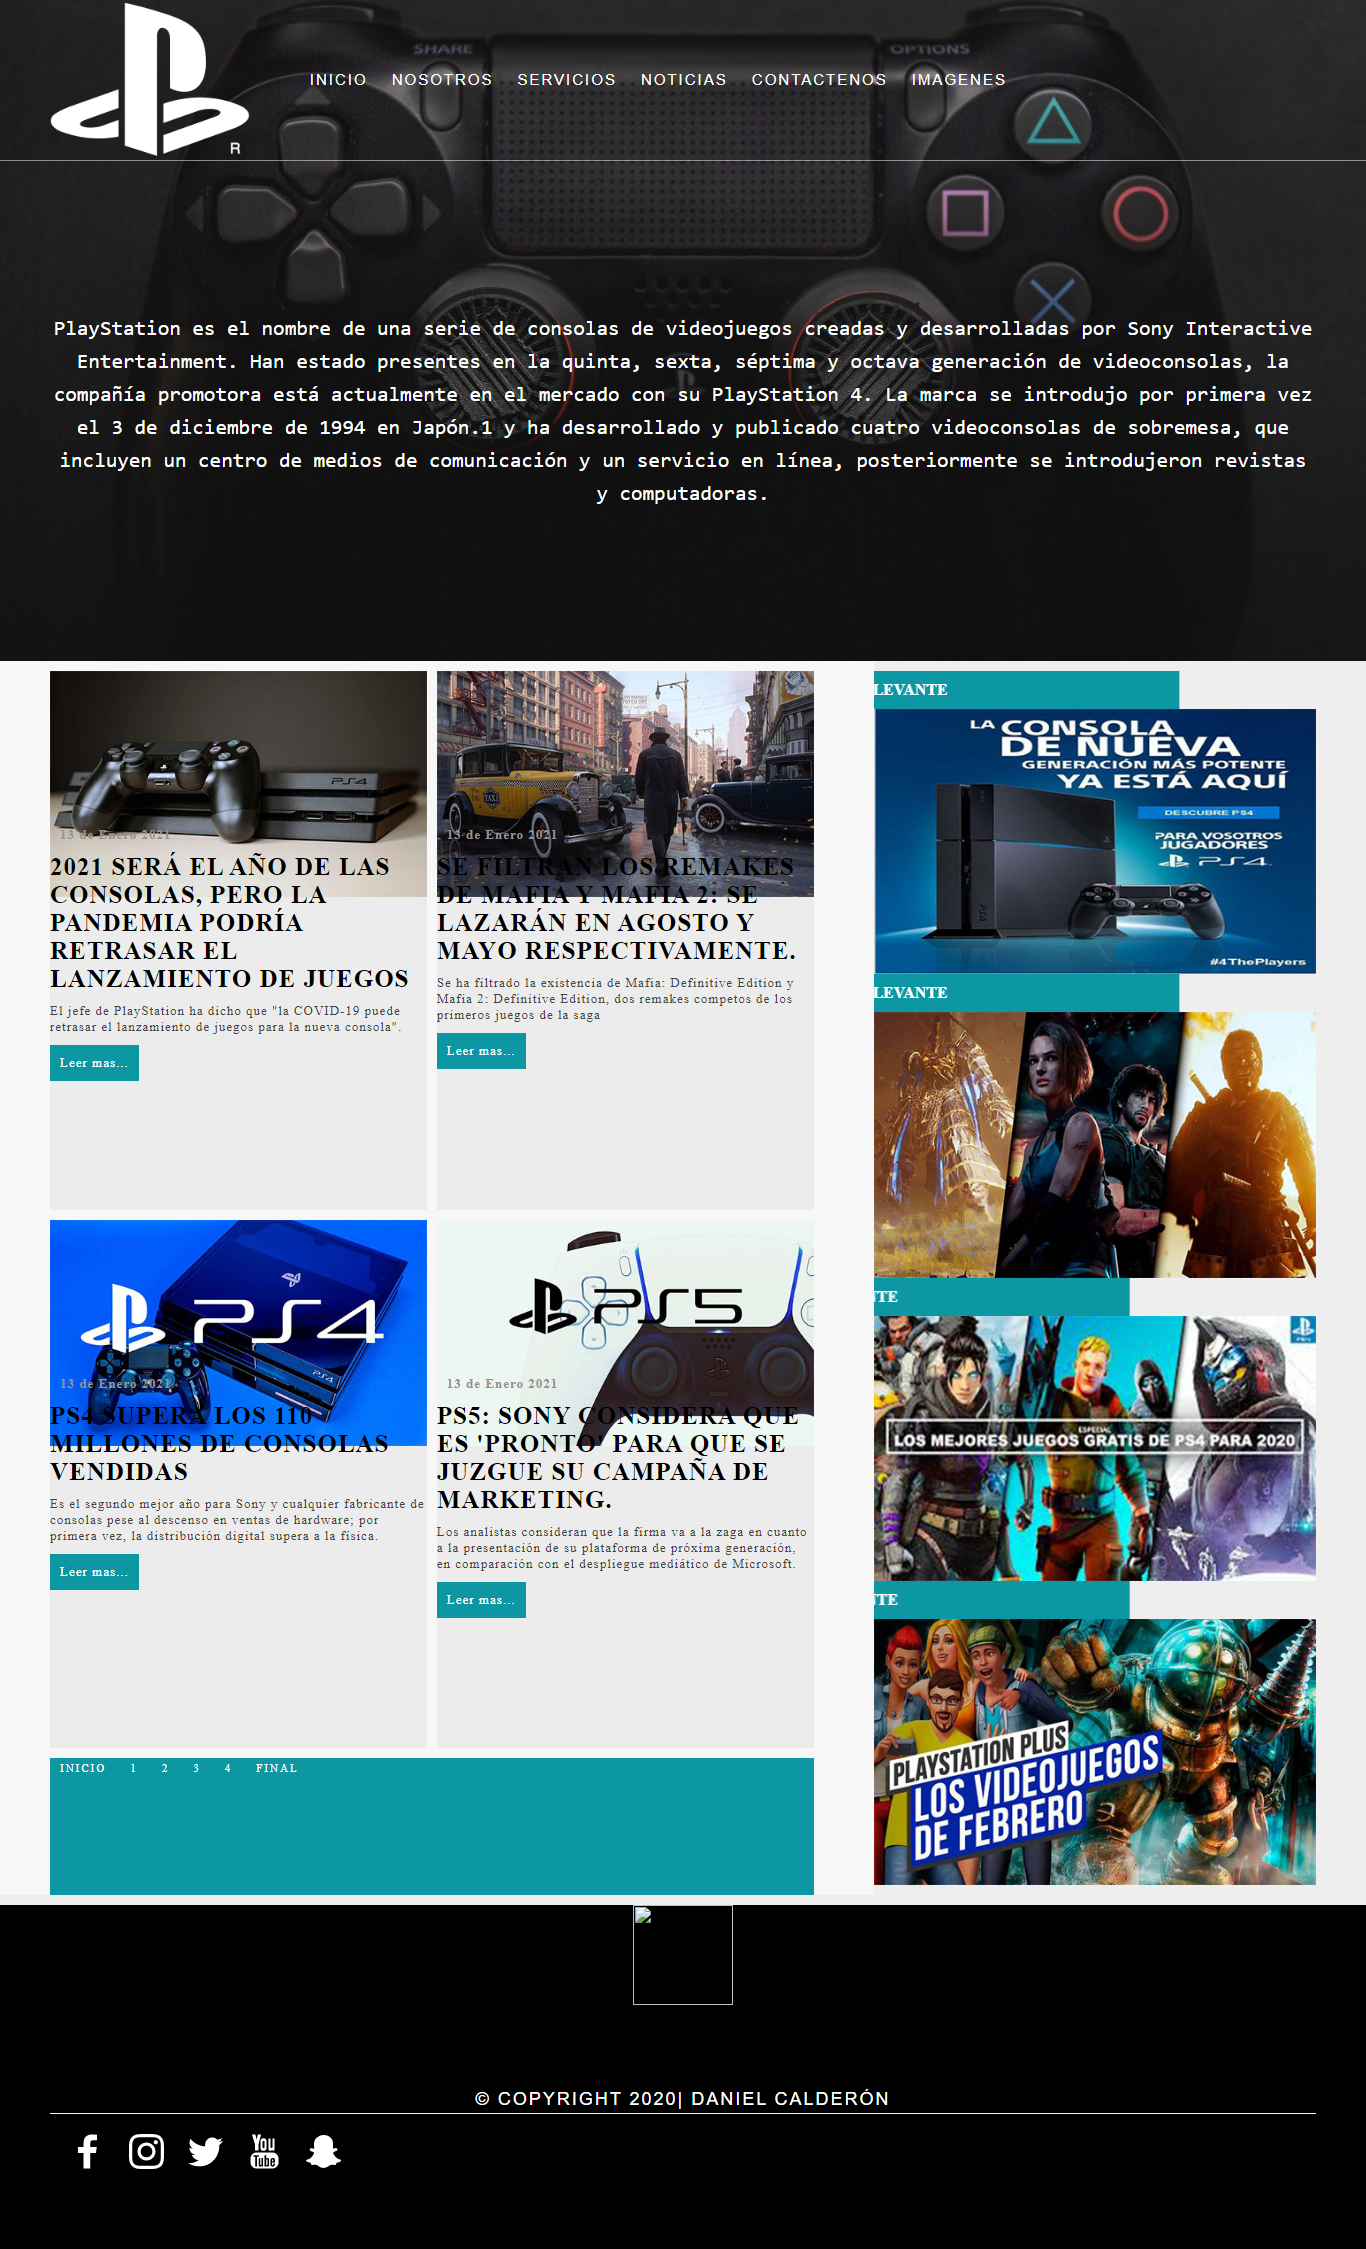 SHARE
OPTIONS
R
INICIO NOSOTROS SERVICIOS NOTICIAS CONTACTENOS IMAGENES
PlayStation es el nombre de una serie de consolas de videojuegos creadas y desarrolladas por Sony Interactive
Entertainment. Han estado presentes en la quinta, sexta, séptima y octava generación de videoconsolas, la
compañía promotora está actualmente en el mercado con su PlayStation 4. La marca se introdujo por primera vez
el 3 de diciembre de 1994 en Japón.1 y ha desarrollado y publicado cuatro videoconsolas de sobremesa, que
incluyen un centro de medios de comunicación y un servicio en línea, posteriormente se introdujeron revistas
y computadoras.
PS4
13 de Enero 2021
2021 SERÁ EL AÑO DE LAS
CONSOLAS, PERO LA
PANDEMIA PODRÍA
RETRASAR EL
LANZAMIENTO DE JUEGOS
El jefe de PlayStation ha dicho que "la COVID-19 puede
retrasar el lanzamiento de juegos para la nueva consola".
Leer mas...
TAXI
13 de Enero 2021
SE FILTRAN LOS REMAKES
DE MAFIA Y MAFIA 2: SE
LAZARÁN EN AGOSTO Y
MAYO RESPECTIVAMENTE.
Se ha filtrado la existencia de Mafia: Definitive Edition y
Mafia 2: Definitive Edition, dos remakes competos de los
primeros juegos de la saga
Leer mas...
PS4
PS4
13 de Enero 2021
PS4 SUPERA LOS 110
MILLONES DE CONSOLAS
VENDIDAS
Es el segundo mejor año para Sony y cualquier fabricante de
consolas pese al descenso en ventas de hardware; por
primera vez, la distribución digital supera a la física.
Leer mas...
PS5
13 de Enero 2021
PS5: SONY CONSIDERA QUE
ES 'PRONTO' PARA QUE SE
JUZGUE SU CAMPAÑA DE
MARKETING.
Los analistas consideran que la firma va a la zaga en cuanto
a la presentación de su plataforma de próxima generación,
en comparación con el despliegue mediático de Microsoft.
Leer mas...
INICIO 1 2 3 4 FINAL
LEVANTE
LA CONSOLA
DE NUEVA
GENERACIÓN MÁS POTENTE
YA ESTÁ AQUÍ
DESCUBRE PS4
PARA VOSOTROS
JUGADORES
PS4
PS4
#4ThePlayers
LEVANTE
NTE
ESPECIAL
LOS MEJORES JUEGOS GRATIS DE PS4 PARA 2020
NTE
PLAYSTATION PLUS
LOS VIDEOJUEGOS
DE FEBRERO
© COPYRIGHT 2020| DANIEL CALDERÓN
You
Tube